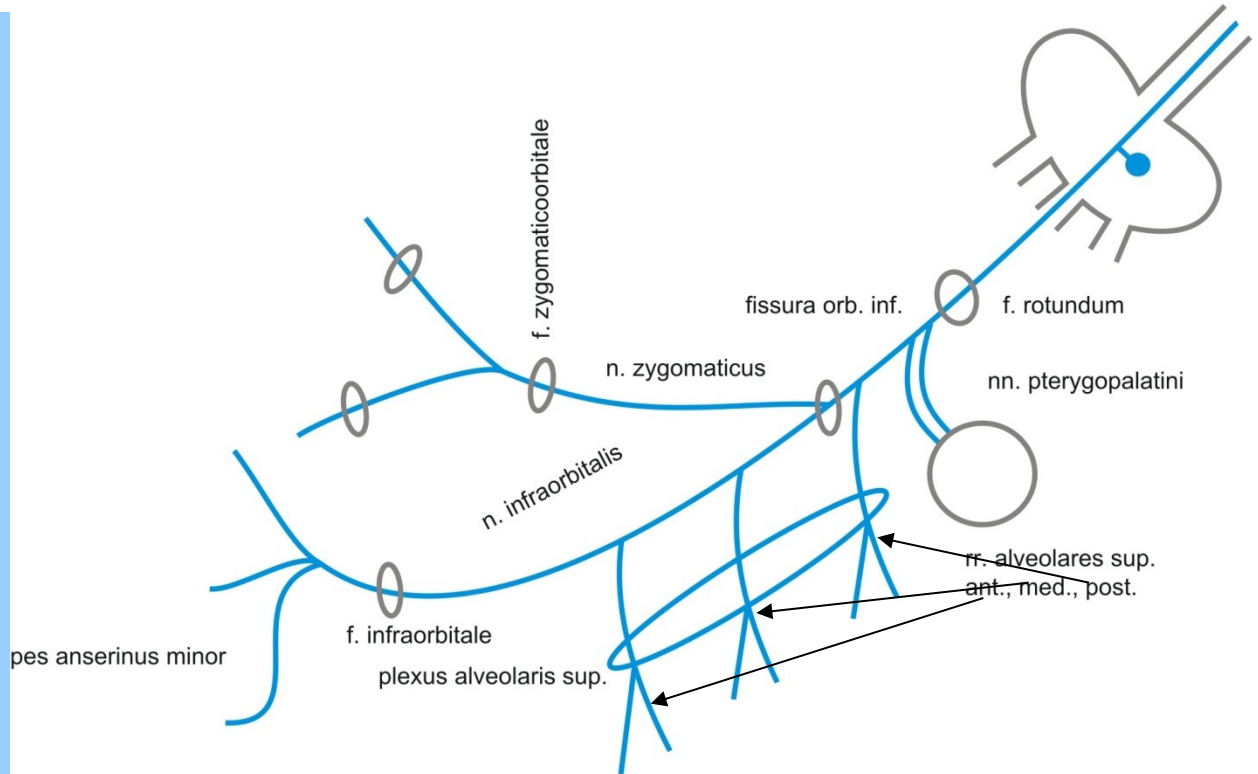 f. zygomaticoorbitale
fissura orb. inf.
f. rotundum
n. zygomaticus
nn. pterygopalatini
n. infraorbitalis
rr. alveolares sup.
ant., med., post.
f. infraorbitale
pes anserinus minor
plexus alveolaris sup.